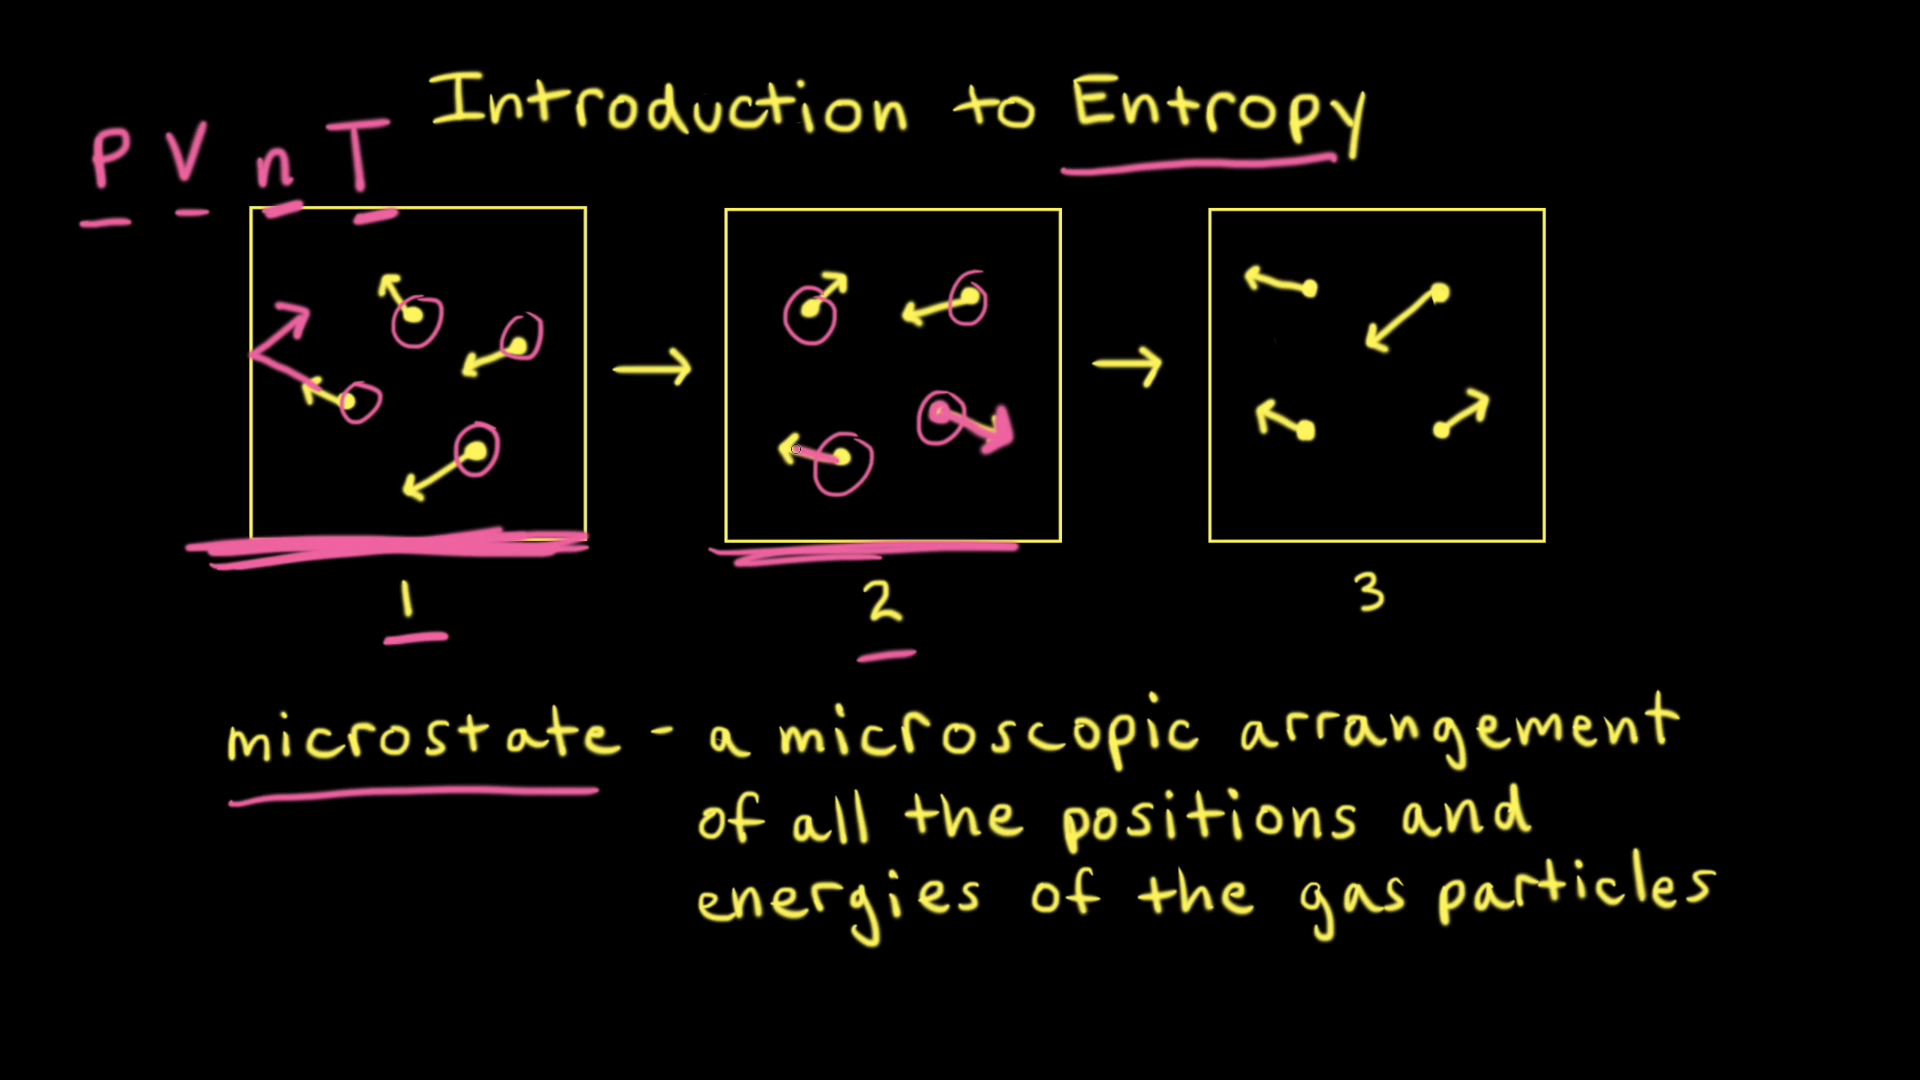 Introduction to Entropy
P V n T
1
2
3
microstate - a microscopic arrangement
of all the positions and
energies of the gas particles